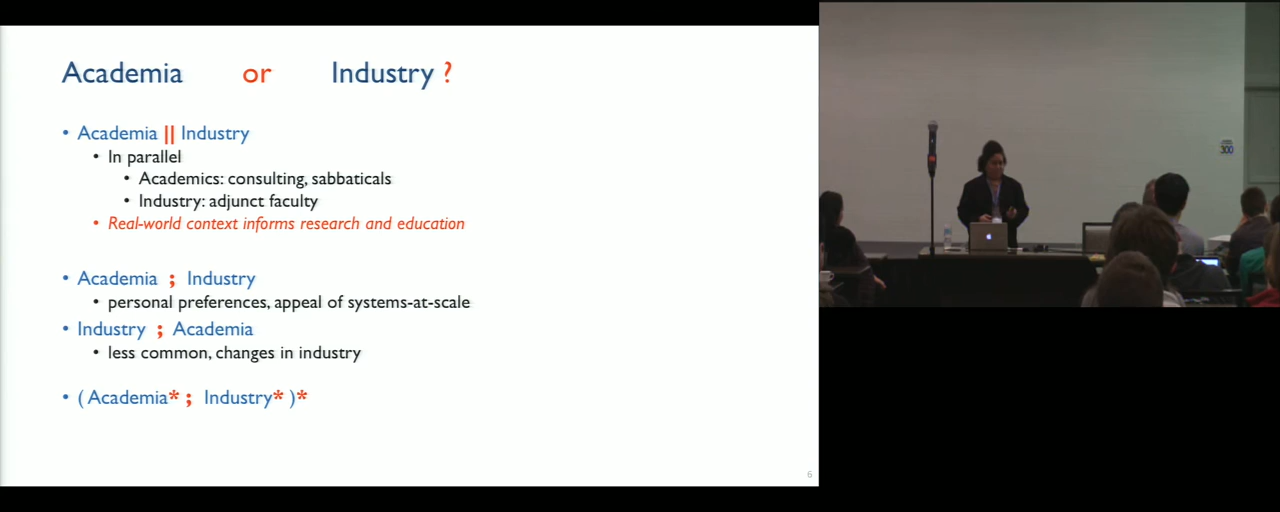 Academia or Industry ?
• Academia || Industry
• In parallel
• Academics: consulting, sabbaticals
• Industry: adjunct faculty
• Real-world context informs research and education
• Academia ; Industry
• personal preferences, appeal of systems-at-scale
• Industry ; Academia
• less common, changes in industry
• ( Academia* ; Industry* )*
6
300